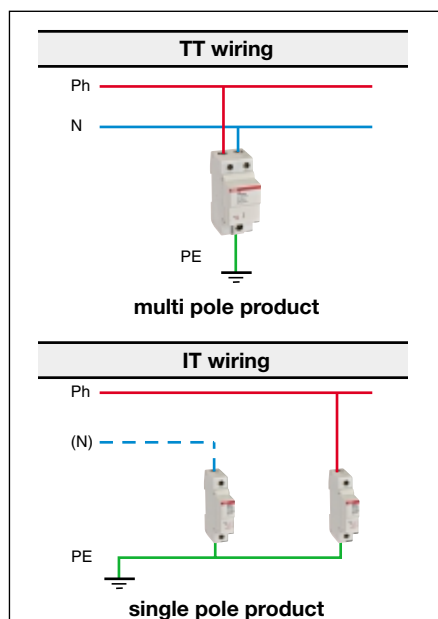 TT wiring
Ph
N
PE
multi pole product
IT wiring
Ph
(N)
PE
single pole product